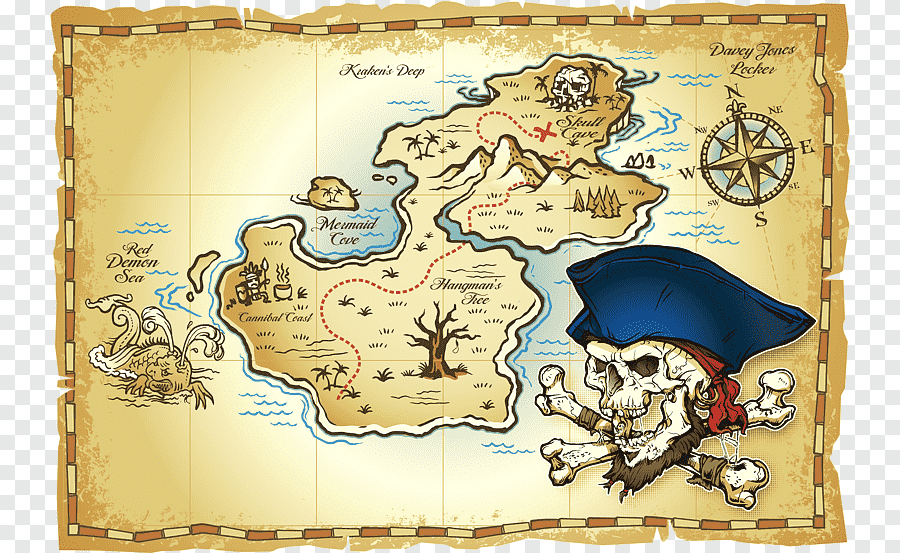 Kraken's Deep
Davey Jones
Locker
Skull
Cave
N
NE
E
SE
S
SW
W
NW
Mermaid
Cove
Red
Demon
Sea
Hangman's
Tree
Cannibal Coast